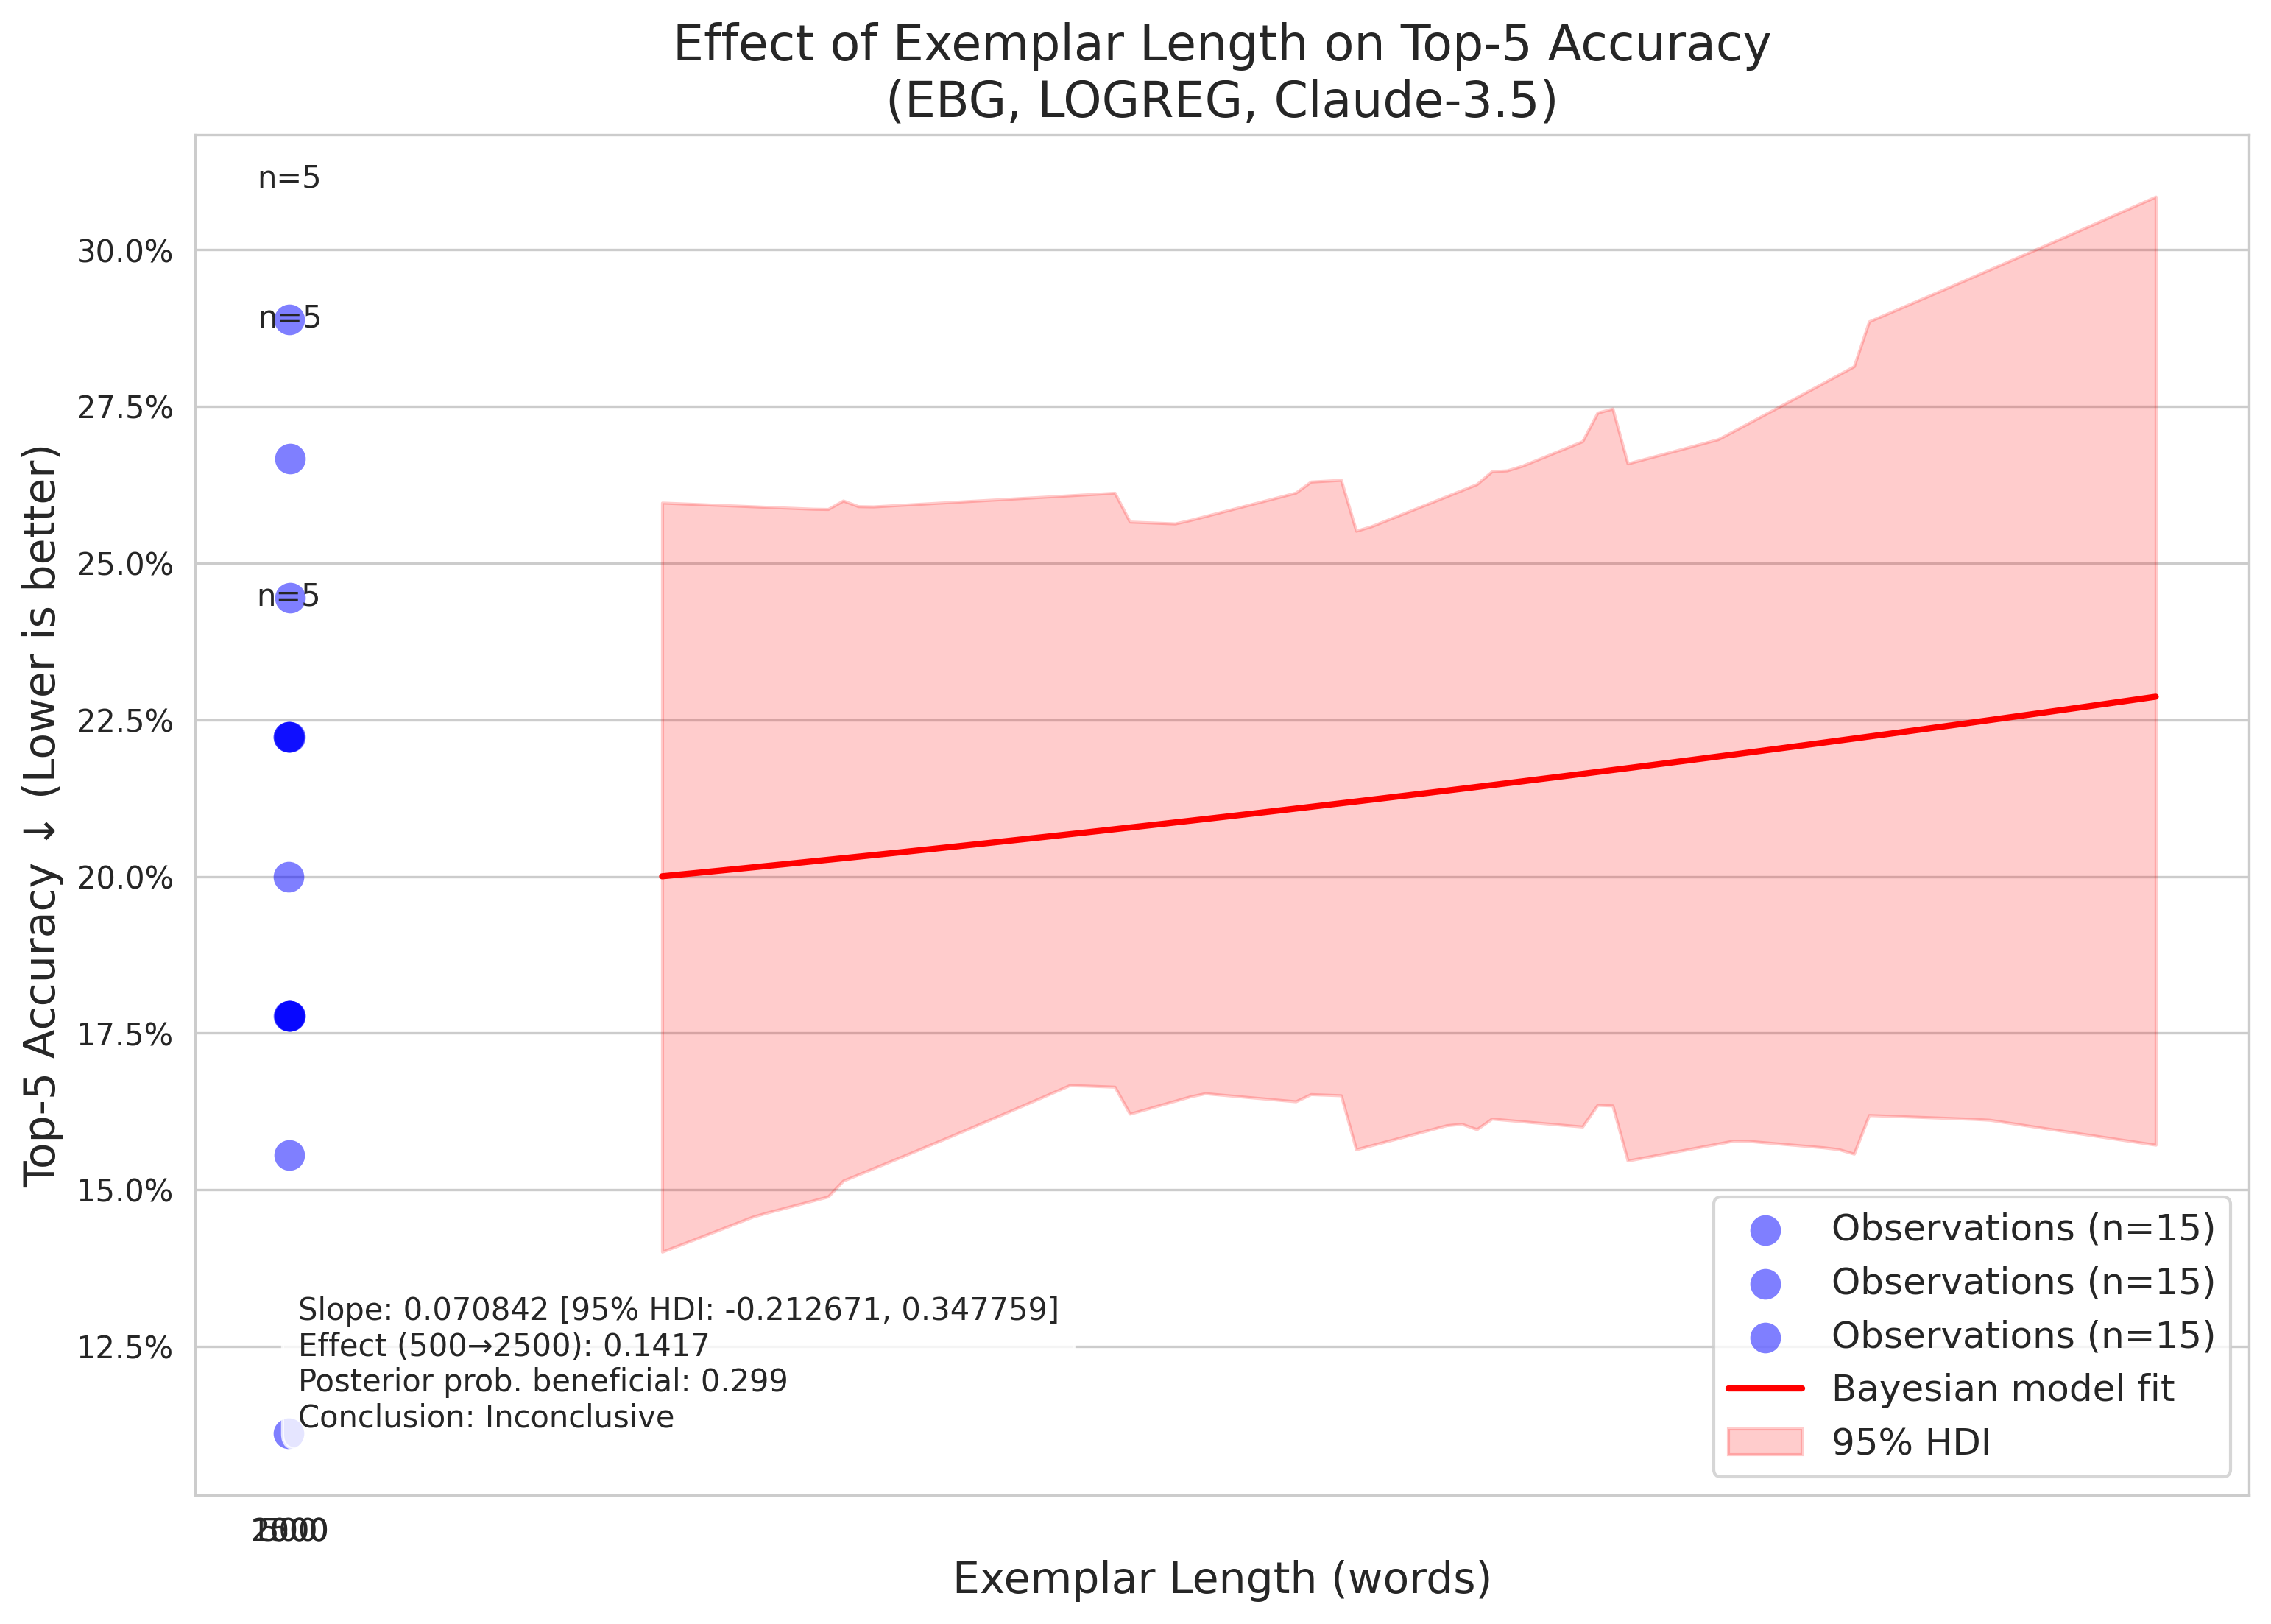 Effect of Exemplar Length on Top-5 Accuracy
(EBG, LOGREG, Claude-3.5)
Top-5 Accuracy ↓ (Lower is better)
n=5
30.0%
n=5
27.5%
25.0%
n=5
22.5%
20.0%
17.5%
15.0%
12.5%
Slope: 0.070842 [95% HDI: -0.212671, 0.347759]
Effect (500→2500): 0.1417
Posterior prob. beneficial: 0.299
Conclusion: Inconclusive
Observations (n=15)
Observations (n=15)
Observations (n=15)
Bayesian model fit
95% HDI
Exemplar Length (words)